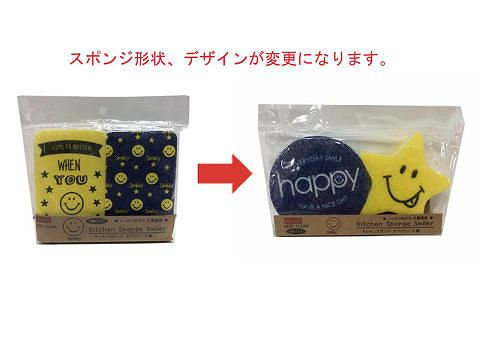 スポンジ形状、デザインが変更になります。
LIFE IS BETTER
WHEN
YOU
Smiley
Smiley
Smiley
Smiley
Kitchen Sponge Smiley
キッチンスポンジ スマイリー 2個
EVERYDAY SMILE
happy
HAVE A NICE DAY
Kitchen Sponge Smiley
キッチンスポンジ スマイリー 2個